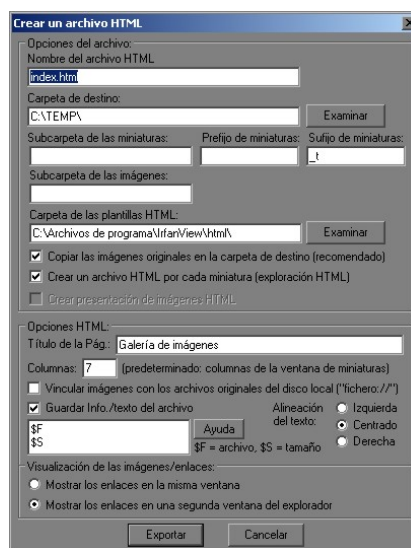 Crear un archivo HTML
Opciones del archivo:
Nombre del archivo HTML
index.html
Carpeta de destino:
C:\TEMP\
Examinar
Subcarpeta de las miniaturas: Prefijo de miniaturas: Sufijo de miniaturas:
_t
Subcarpeta de las imágenes:
Carpeta de las plantillas HTML:
C:\Archivos de programa\IrfanView\html\ Examinar
Copiar las imágenes originales en la carpeta de destino (recomendado)
Crear un archivo HTML por cada miniatura (exploración HTML)
Crear presentación de imágenes HTML
Opciones HTML:
Título de la Pág.: Galería de imágenes
Columnas: 7 (predeterminado: columnas de la ventana de miniaturas)
Vincular imágenes con los archivos originales del disco local ("fichero://")
Guardar Info./texto del archivo Alineación del texto: Izquierda
$F Ayuda Centrado
$S $F = archivo, $S = tamaño Derecha
Visualización de las imágenes/enlaces:
Mostrar los enlaces en la misma ventana
Mostrar los enlaces en una segunda ventana del explorador
Exportar Cancelar